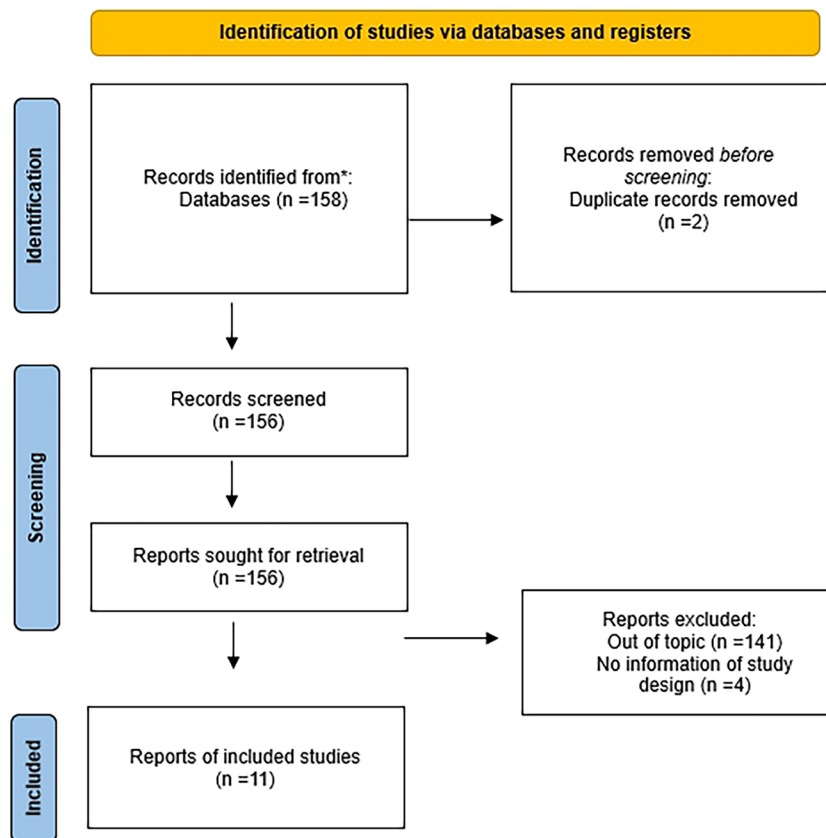 Identification of studies via databases and registers
Identification
Records identified from*:
Databases (n =158)
Records removed before
screening:
Duplicate records removed
(n =2)
Screening
Records screened
(n =156)
Reports sought for retrieval
(n =156)
Reports excluded:
Out of topic (n =141)
No information of study
design (n =4)
Included
Reports of included studies
(n =11)